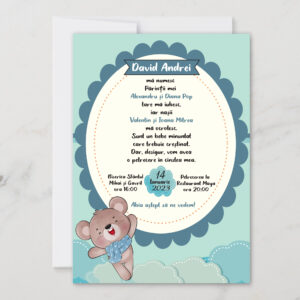 David Andrei
mă numesc.
Părinții mei
Alexandru și Diana Pop
tare mă iubesc,
iar nașii
Valentin și Ioana Mitrea
mă ocrotesc.
Sunt un bebe minunat
care trebuie creștinat.
Dar, desigur, vom avea
o petrecere în cinstea mea.
Biserica Sfântul
Mihai și Gavril
ora 16:00
14
Ianuarie
2023
Petrecerea la
Restaurant Maya
ora 20:00
Abia aștept să ne vedem!